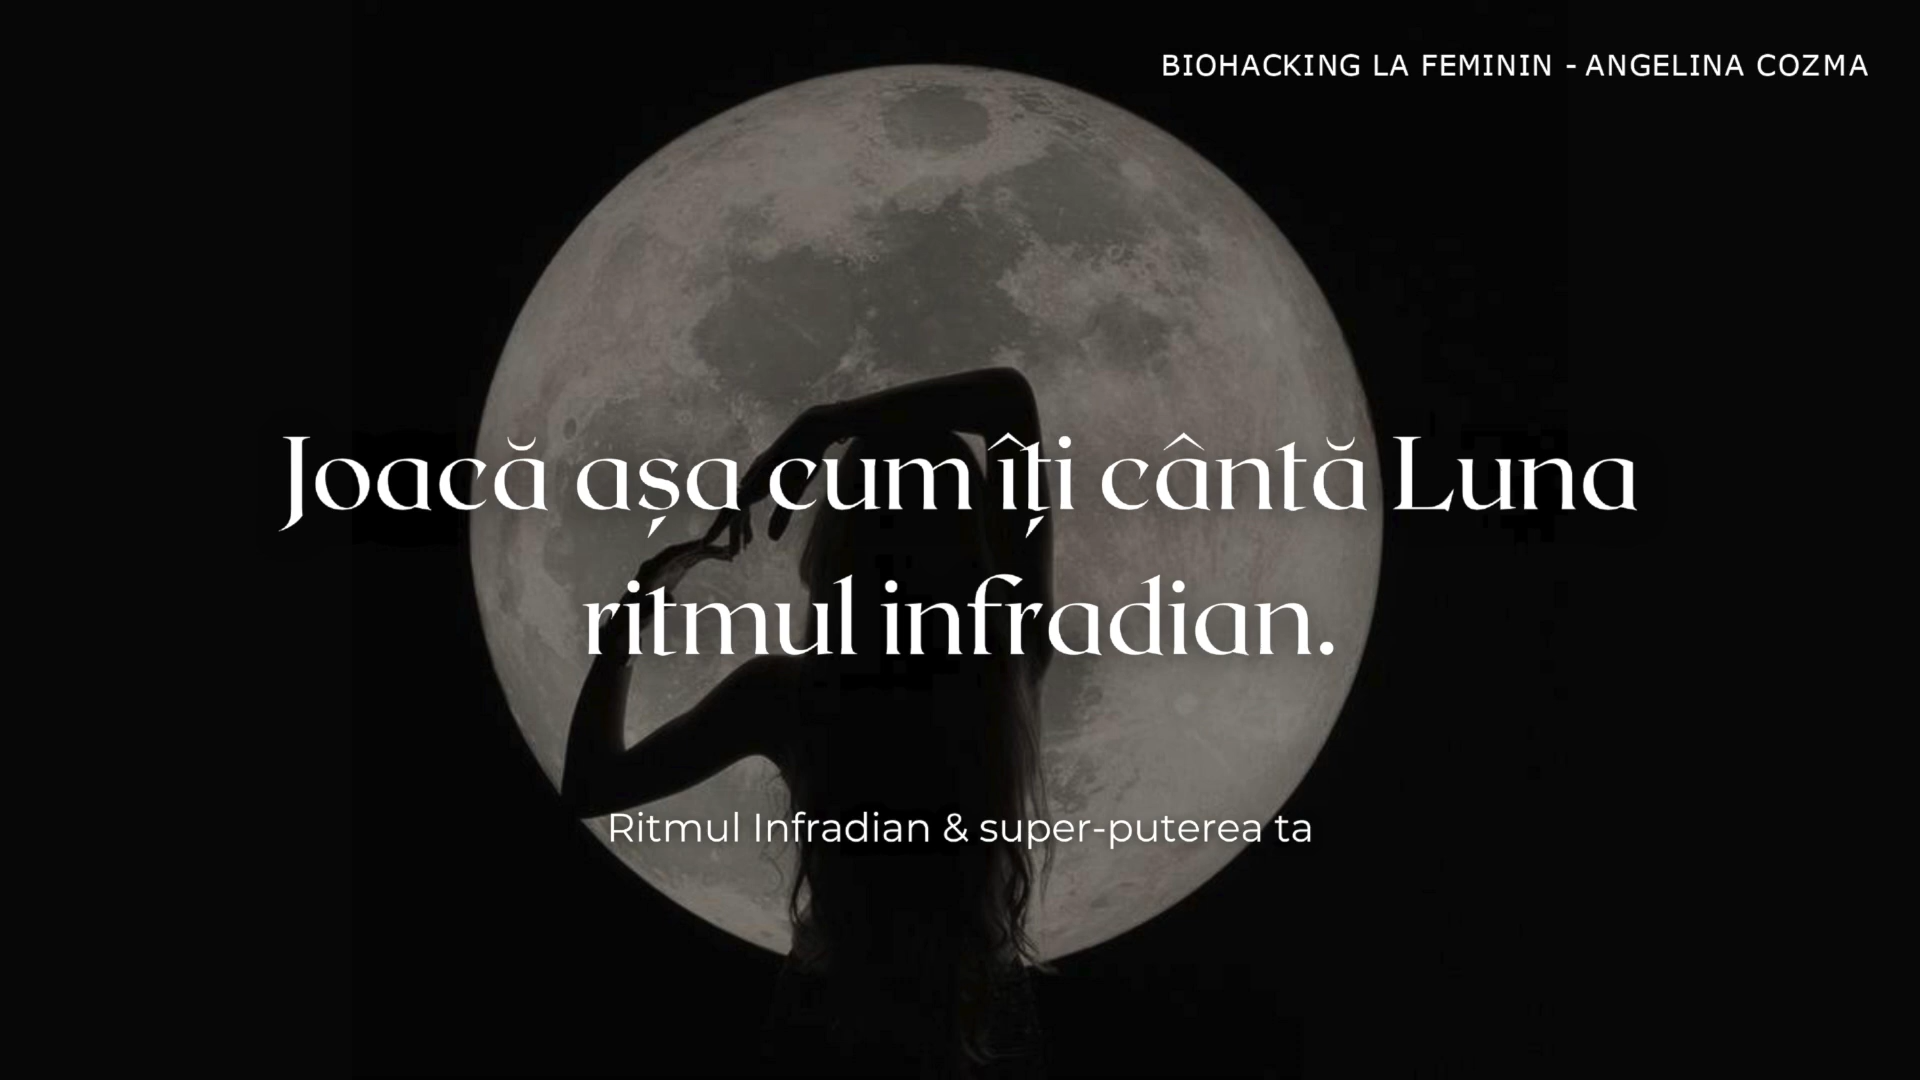 BIOHACKING LA FEMININ - ANGELINA COZMA
Joacă așa cum îți cântă Luna
ritmul infradian.
Ritmul Infradian & super-puterea ta